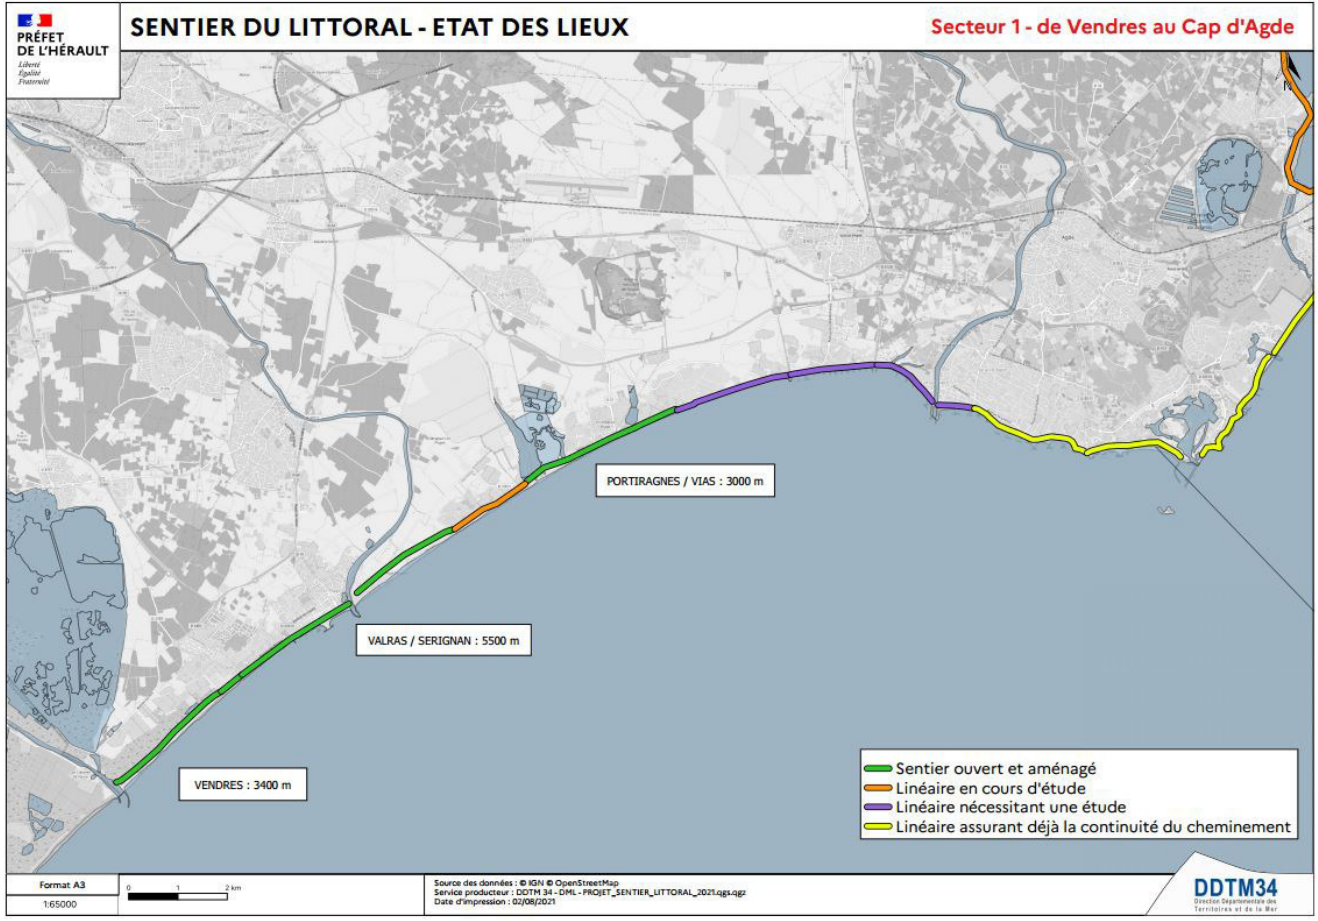 PRÉFET
DE L'HÉRAULT
Liberté
Égalité
Fraternité
SENTIER DU LITTORAL - ETAT DES LIEUX
Secteur 1 - de Vendres au Cap d'Agde
N
Agde
PORTIRAGNES / VIAS : 3000 m
VALRAS / SERIGNAN : 5500 m
VENDRES : 3400 m
Sentier ouvert et aménagé
Linéaire en cours d'étude
Linéaire nécessitant une étude
Linéaire assurant déjà la continuité du cheminement
Format A3
1:65000
0 1 2 km
Source des données : © IGN © OpenStreetMap
Service producteur : DDTM 34 - DML - PROJET_SENTIER_LITTORAL_2021.qgs.qgz
Date d'impression : 02/08/2021
DDTM34
Direction Départementale des
Territoires et de la Mer